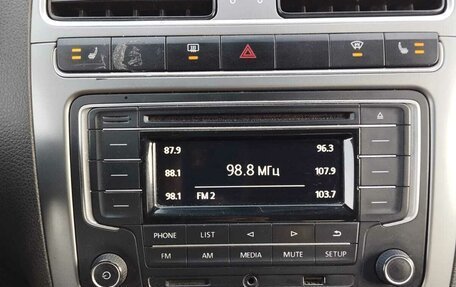 87.9 96.3
88.1 98.8 МГц 107.9
98.1 FM 2 103.7
PHONE LIST
FM AM MEDIA MUTE SETUP